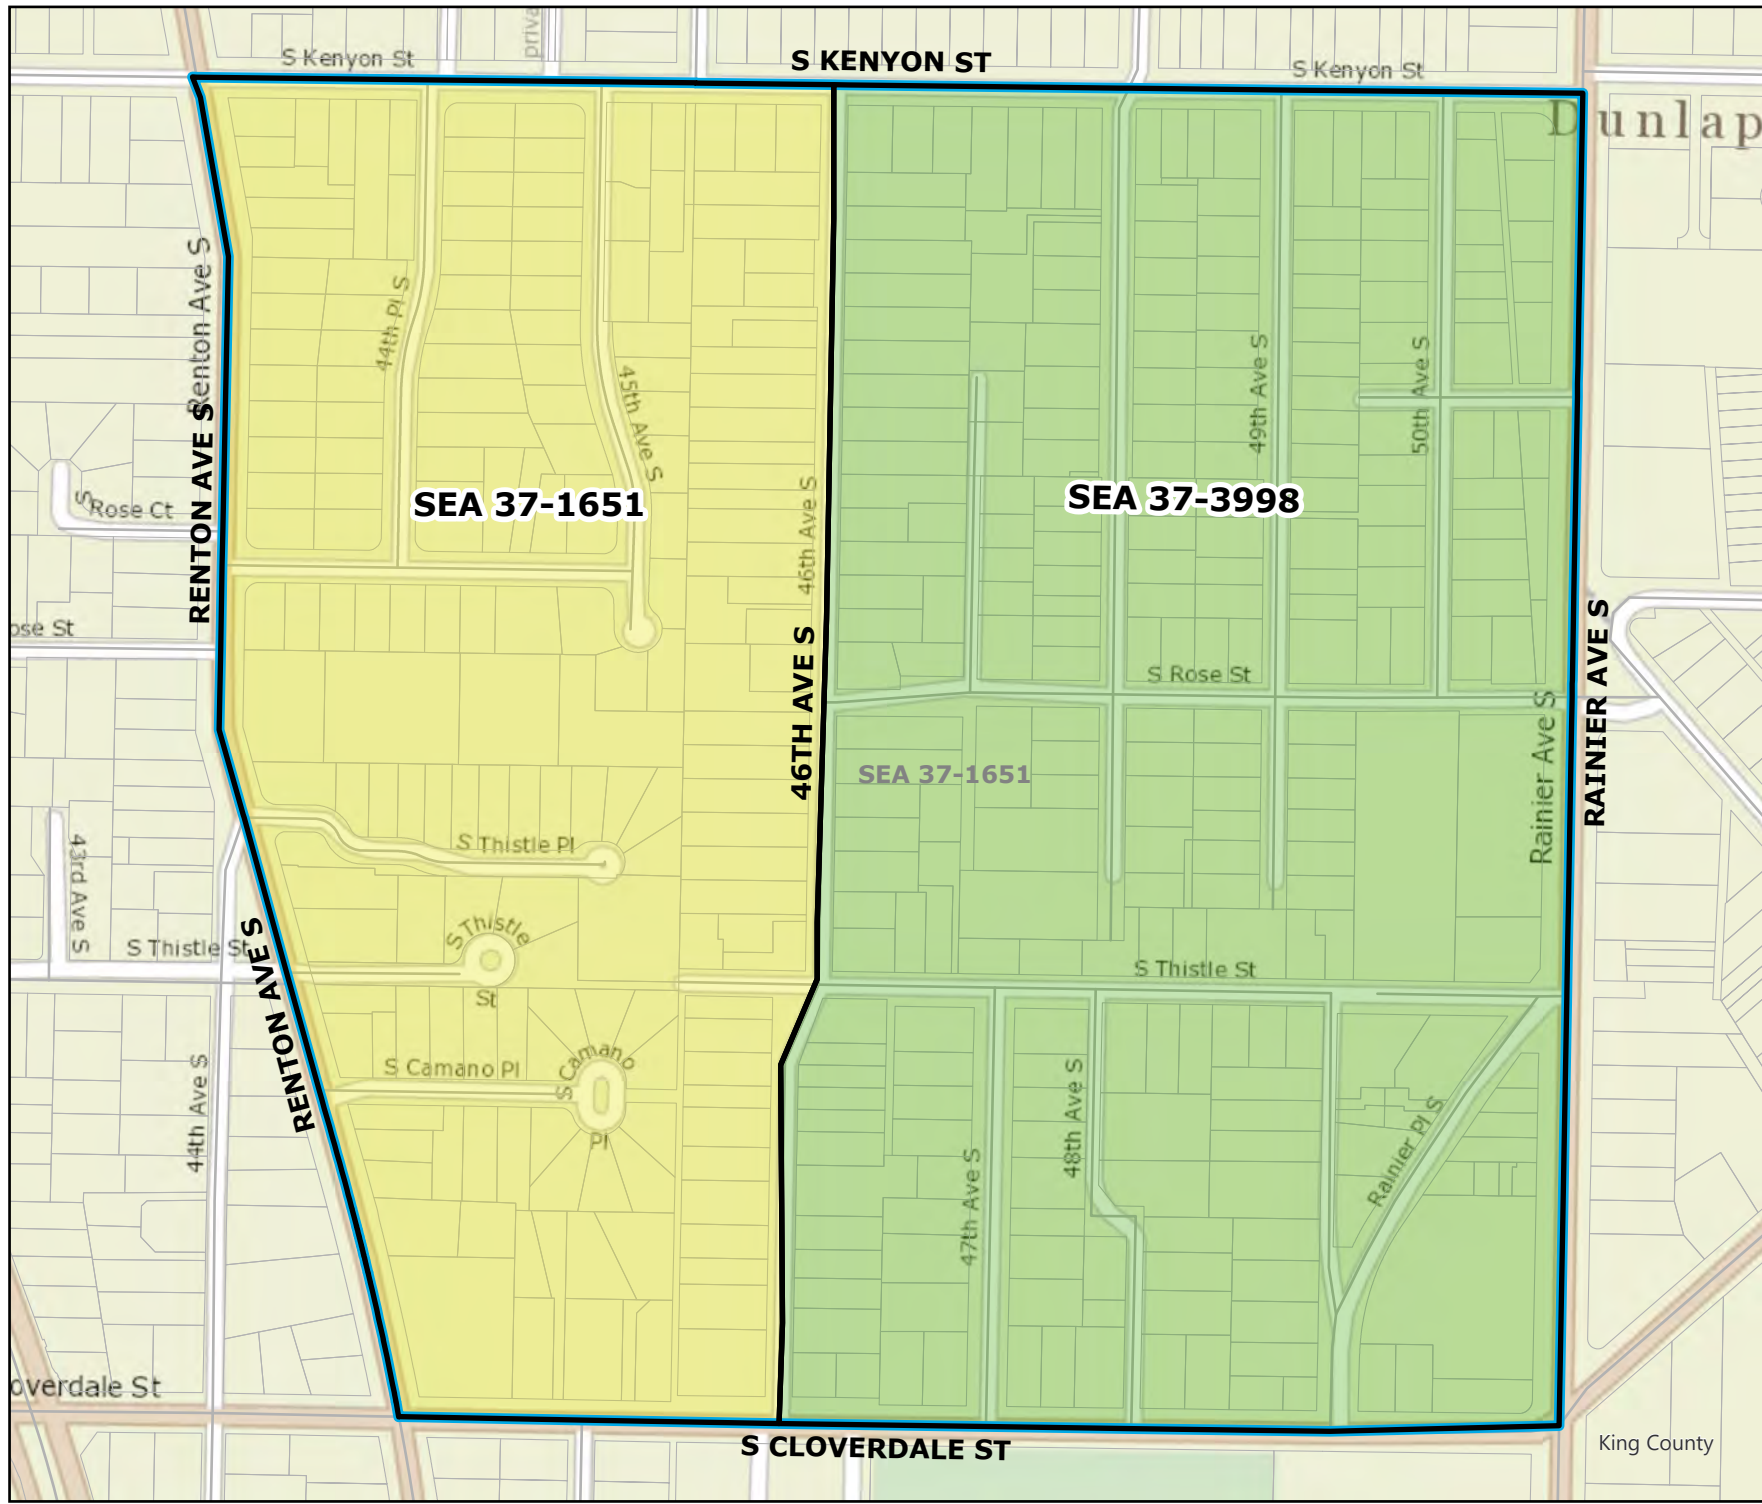 priva
S Kenyon St
S KENYON ST
S Kenyon St
Dunlap
Renton Ave S
44th Pl S
45th Ave S
49th Ave S
50th Ave S
RENTON AVE S
SEA 37-1651
SEA 37-3998
46th Ave S
S Rose Ct
ose St
S Rose St
46TH AVE S
RAINIER AVE S
Rainier Ave S
SEA 37-1651
S Thistle Pl
43rd Ave S
S Thistle St
S Thistle
St
S Thistle St
RENTON AVE S
44th Ave S
S Camano Pl
S Camano
Pl
47th Ave S
48th Ave S
Rainier Pl S
overdale St
S CLOVERDALE ST
King County